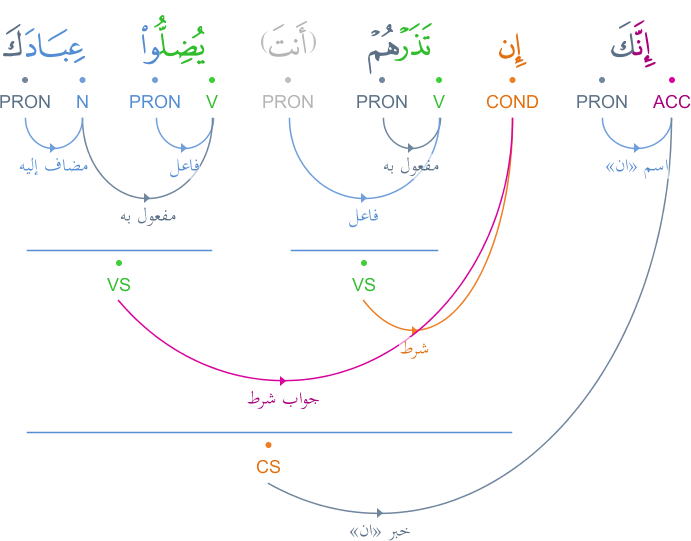 إِنَّكَ إِن تَذَرْهُمْ (أَنتَ) يُضِلُّوا۟ عِبَادَكَ
ACC PRON COND V PRON PRON V PRON N PRON
اسم «ان» مفعول به فاعل مضاف إليه
فاعل مفعول به
VS VS
شرط
جواب شرط
CS
خبر «ان»